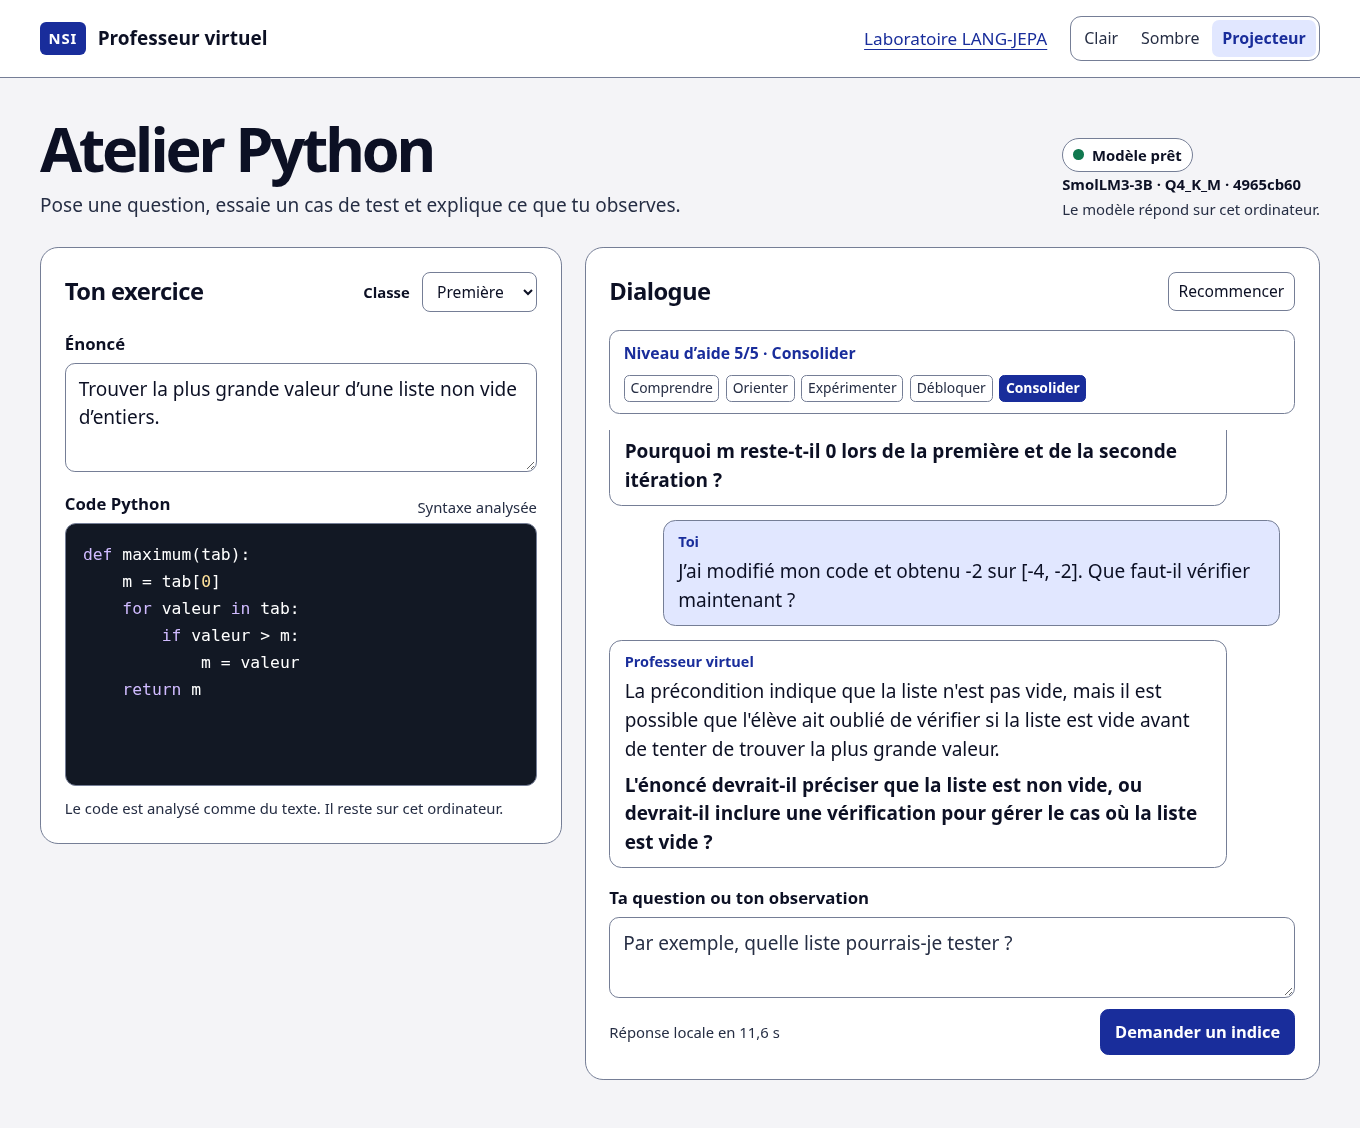 NSI
Professeur virtuel
Laboratoire LANG-JEPA
Clair
Sombre
Projecteur
Atelier Python
Pose une question, essaie un cas de test et explique ce que tu observes.
Modèle prêt
SmolLM3-3B · Q4_K_M · 4965cb60
Le modèle répond sur cet ordinateur.
Ton exercice
Classe
Première
Énoncé
Trouver la plus grande valeur d’une liste non vide
d’entiers.
Code Python
Syntaxe analysée
def maximum(tab):
    m = tab[0]
    for valeur in tab:
        if valeur > m:
            m = valeur
    return m
Le code est analysé comme du texte. Il reste sur cet ordinateur.
Dialogue
Recommencer
Niveau d’aide 5/5 · Consolider
Comprendre
Orienter
Expérimenter
Débloquer
Consolider
Pourquoi m reste-t-il 0 lors de la première et de la seconde
itération ?
Toi
J’ai modifié mon code et obtenu -2 sur [-4, -2]. Que faut-il vérifier
maintenant ?
Professeur virtuel
La précondition indique que la liste n'est pas vide, mais il est
possible que l'élève ait oublié de vérifier si la liste est vide avant
de tenter de trouver la plus grande valeur.
L'énoncé devrait-il préciser que la liste est non vide, ou
devrait-il inclure une vérification pour gérer le cas où la liste
est vide ?
Ta question ou ton observation
Par exemple, quelle liste pourrais-je tester ?
Réponse locale en 11,6 s
Demander un indice